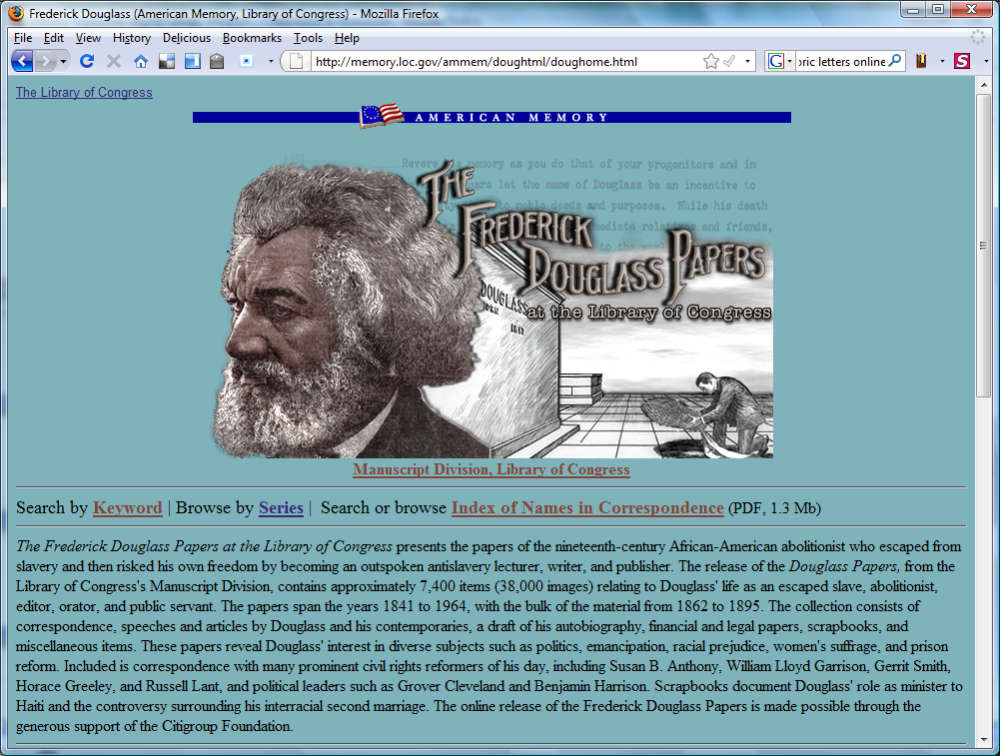 Frederick Douglass (American Memory, Library of Congress) - Mozilla Firefox
File Edit View History Delicious Bookmarks Tools Help
http://memory.loc.gov/ammem/doughtml/doughome.html
G
oric letters online
S
The Library of Congress
AMERICAN MEMORY
Revere his memory as you do that of your progenitors and in
ears let the name of Douglass be an incentive to
to noble deeds and purposes. While his death
mediate relatives and friends,
to the
THE
FREDERICK
DOUGLASS PAPERS
at the Library of Congress
DOUGLASS
1817
Manuscript Division, Library of Congress
Search by Keyword | Browse by Series | Search or browse Index of Names in Correspondence (PDF, 1.3 Mb)
The Frederick Douglass Papers at the Library of Congress presents the papers of the nineteenth-century African-American abolitionist who escaped from
slavery and then risked his own freedom by becoming an outspoken antislavery lecturer, writer, and publisher. The release of the Douglass Papers, from the
Library of Congress's Manuscript Division, contains approximately 7,400 items (38,000 images) relating to Douglass' life as an escaped slave, abolitionist,
editor, orator, and public servant. The papers span the years 1841 to 1964, with the bulk of the material from 1862 to 1895. The collection consists of
correspondence, speeches and articles by Douglass and his contemporaries, a draft of his autobiography, financial and legal papers, scrapbooks, and
miscellaneous items. These papers reveal Douglass' interest in diverse subjects such as politics, emancipation, racial prejudice, women's suffrage, and prison
reform. Included is correspondence with many prominent civil rights reformers of his day, including Susan B. Anthony, William Lloyd Garrison, Gerrit Smith,
Horace Greeley, and Russell Lant, and political leaders such as Grover Cleveland and Benjamin Harrison. Scrapbooks document Douglass' role as minister to
Haiti and the controversy surrounding his interracial second marriage. The online release of the Frederick Douglass Papers is made possible through the
generous support of the Citigroup Foundation.